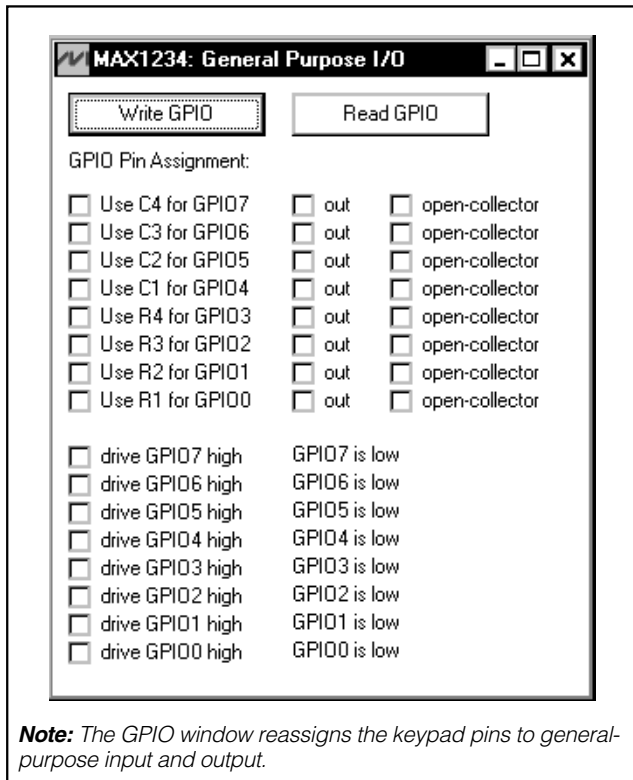 MAX1234: General Purpose I/O
Write GPIO Read GPIO
GPIO Pin Assignment:
Use C4 for GPIO7 out open-collector
Use C3 for GPIO6 out open-collector
Use C2 for GPIO5 out open-collector
Use C1 for GPIO4 out open-collector
Use R4 for GPIO3 out open-collector
Use R3 for GPIO2 out open-collector
Use R2 for GPIO1 out open-collector
Use R1 for GPIO0 out open-collector
drive GPIO7 high GPIO7 is low
drive GPIO6 high GPIO6 is low
drive GPIO5 high GPIO5 is low
drive GPIO4 high GPIO4 is low
drive GPIO3 high GPIO3 is low
drive GPIO2 high GPIO2 is low
drive GPIO1 high GPIO1 is low
drive GPIO0 high GPIO0 is low
Note: The GPIO window reassigns the keypad pins to general-
purpose input and output.